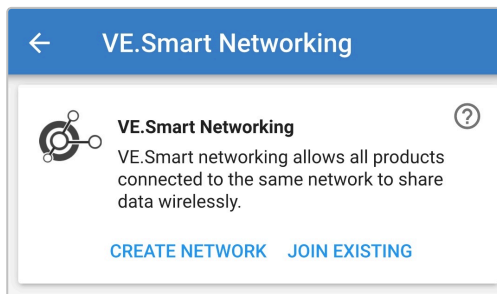 VE.Smart Networking
VE.Smart Networking
VE.Smart networking allows all products
connected to the same network to share
data wirelessly.
CREATE NETWORK JOIN EXISTING